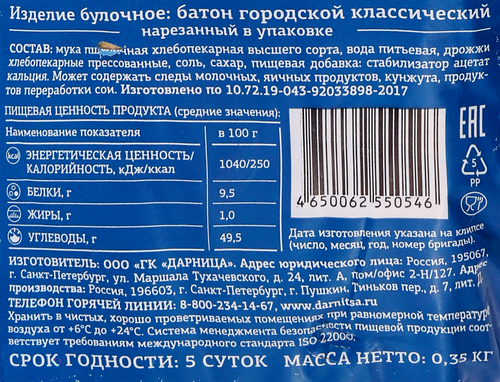 Изделие булочное: батон городской классический
нарезанный в упаковке
СОСТАВ: мука хлебопекарная высшего сорта, вода питьевая, дрожжи
хлебопекарные прессованные, соль, сахар, пищевая добавка: стабилизатор ацетат
кальция. Может содержать следы молочных, яичных продуктов, кунжута, продук-
тов переработки сои. Изготовлено по 10.72.19-043-92033898-2017
ПИЩЕВАЯ ЦЕННОСТЬ ПРОДУКТА (средние значения):
Наименование показателя в 100 г
ккал ЭНЕРГЕТИЧЕСКАЯ ЦЕННОСТЬ/
КАЛОРИЙНОСТЬ, кДж/ккал 1040/250
БЕЛКИ, г 9,5
ЖИРЫ, г 1,0
УГЛЕВОДЫ, г 49,5
4 650062 550546
EAC
5
PP
Дата изготовления указана на клипсе
(число, месяц, год, номер бригады).
ИЗГОТОВИТЕЛЬ: ООО «ГК «ДАРНИЦА». Адрес юридического лица: Россия, 195067,
г. Санкт-Петербург, ул. Маршала Тухачевского, д. 24, лит. А, пом/офис 2-Н/127. Адрес
производства: Россия, 196603, г. Санкт-Петербург, г. Пушкин, Тиньков пер., д. 7, лит.
ТЕЛЕФОН ГОРЯЧЕЙ ЛИНИИ: 8-800-234-14-67, www.darnitsa.ru
Хранить в чистых, хорошо проветриваемых помещениях при равномерной температуре
воздуха от +6°С до +24°С. Система менеджмента безопасности пищевой продукции соот-
ветствует требованиям международного стандарта ISO 22000.
СРОК ГОДНОСТИ: 5 СУТОК МАССА НЕТТО: 0,35 КГ